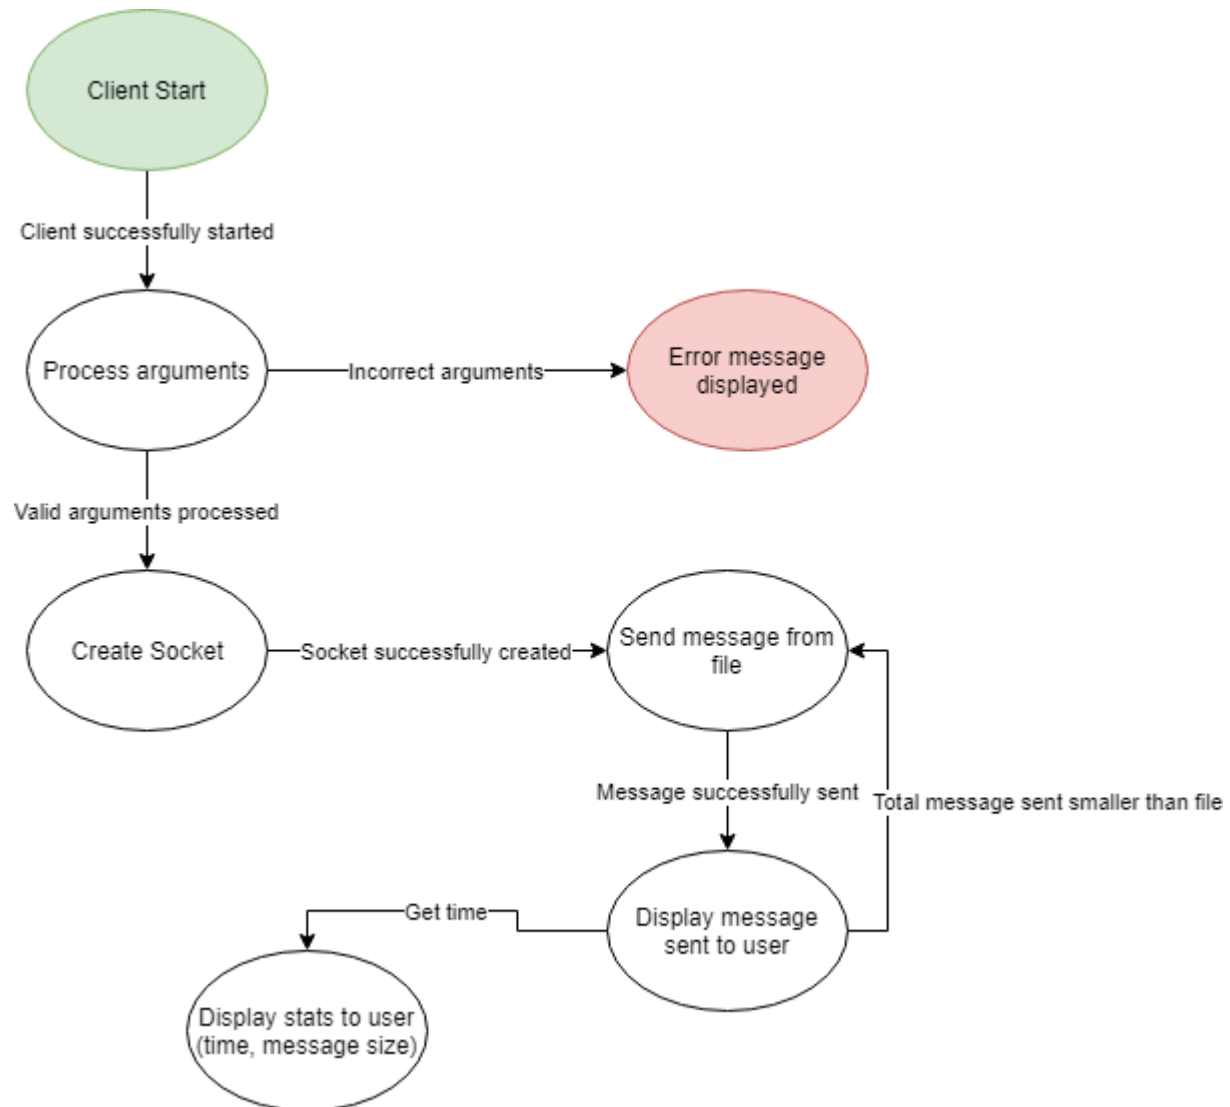 Client Start
Client successfully started
Process arguments
Incorrect arguments
Error message
displayed
Valid arguments processed
Create Socket
Socket successfully created
Send message from
file
Message successfully sent
Total message sent smaller than file
Get time
Display message
sent to user
Display stats to user
(time, message size)